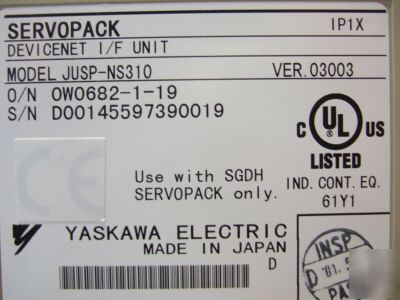 SERVOPACK IP1X
DEVICENET I/F UNIT
MODEL JUSP-NS310 VER.03003
O/N OW0682-1-19
S/N D00145597390019
C UL US
LISTED
CE
Use with SGDH
SERVOPACK only.
IND. CONT. EQ.
61Y1
YASKAWA ELECTRIC
MADE IN JAPAN
D
INSP
D '01.